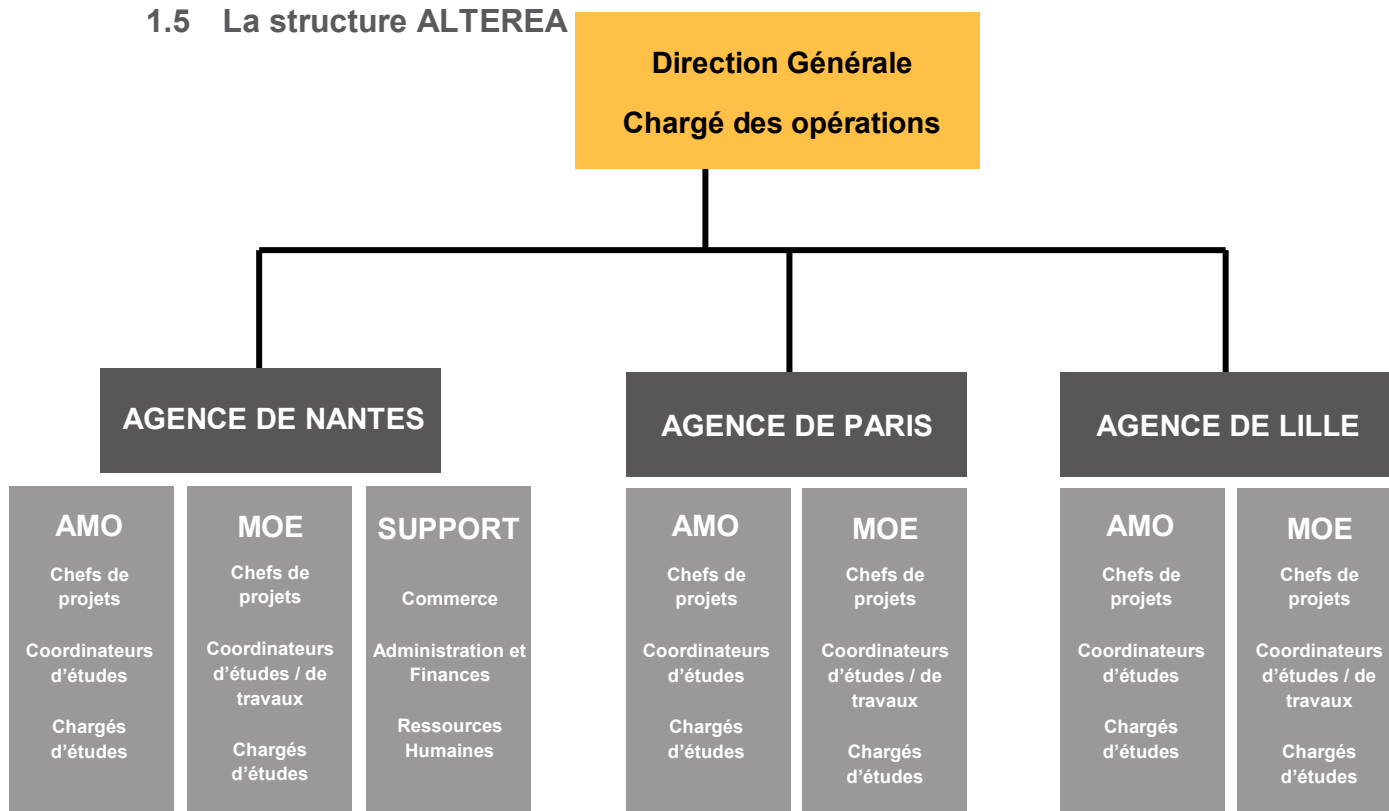 1.5 La structure ALTEREA
Direction Générale
Chargé des opérations
AGENCE DE NANTES
AMO
Chefs de
projets
Coordinateurs
d'études
Chargés
d'études
MOE
Chefs de
projets
Coordinateurs
d'études / de
travaux
Chargés
d'études
SUPPORT
Commerce
Administration et
Finances
Ressources
Humaines
AGENCE DE PARIS
AMO
Chefs de
projets
Coordinateurs
d'études
Chargés
d'études
MOE
Chefs de
projets
Coordinateurs
d'études / de
travaux
Chargés
d'études
AGENCE DE LILLE
AMO
Chefs de
projets
Coordinateurs
d'études
Chargés
d'études
MOE
Chefs de
projets
Coordinateurs
d'études / de
travaux
Chargés
d'études